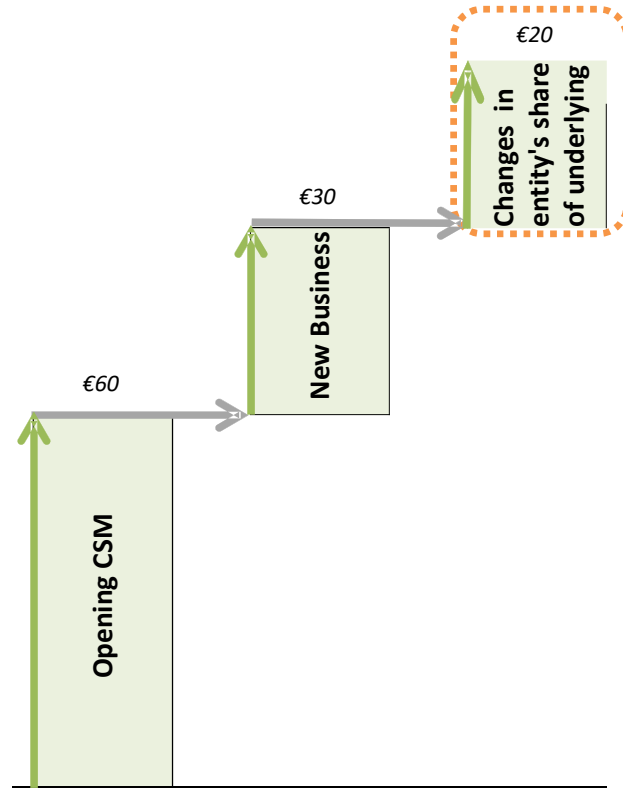 €20
Changes in
entity's share
of underlying
€30
New Business
€60
Opening CSM